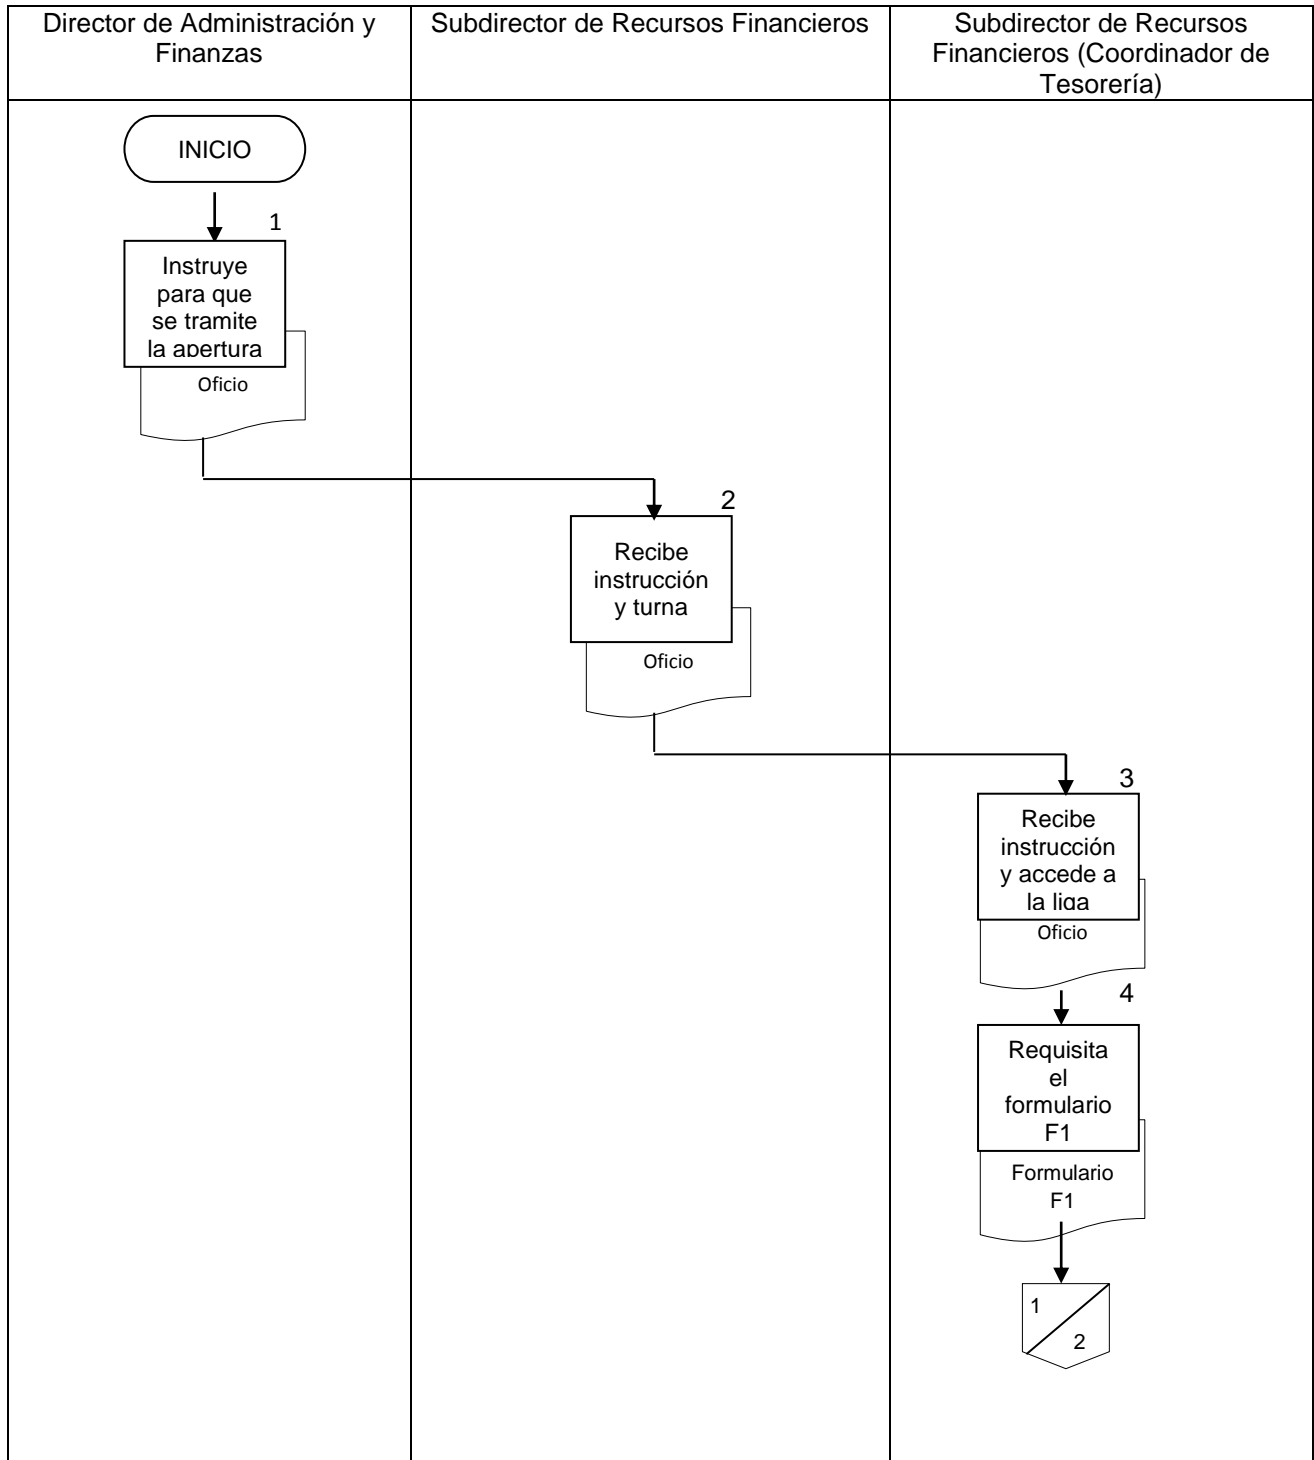 Director de Administración y
Finanzas
Subdirector de Recursos Financieros
Subdirector de Recursos
Financieros (Coordinador de
Tesorería)
INICIO
1
Instruye
para que
se tramite
la apertura
Oficio
2
Recibe
instrucción
y turna
Oficio
3
Recibe
instrucción
y accede a
la liga
Oficio
4
Requisita
el
formulario
F1
Formulario
F1
1
2